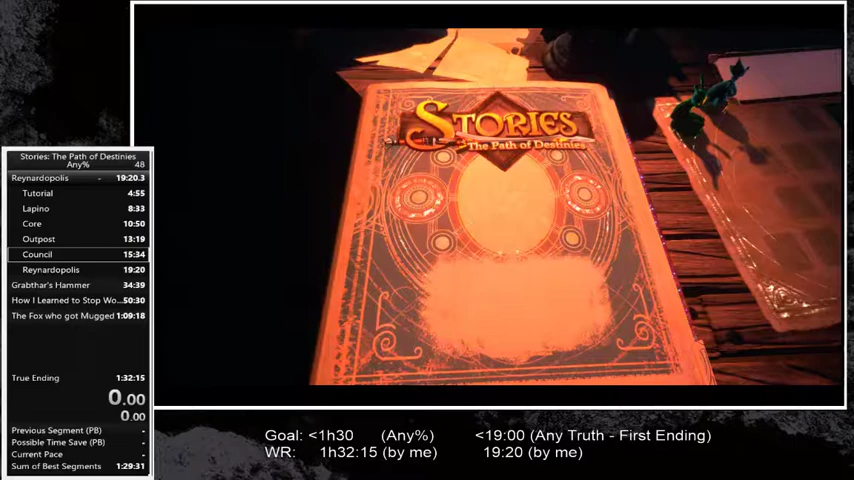 STORIES
The Path of Destinies
Stories: The Path of Destinies
Any% 48
Reynardopolis - 19:20.3
Tutorial 4:55
Lapino 8:33
Core 10:50
Outpost 13:19
Council 15:34
Reynardopolis 19:20
Grabthar's Hammer 34:39
How I Learned to Stop Wo...50:30
The Fox who got Mugged 1:09:18
True Ending 1:32:15
0.00
0.00
Previous Segment (PB) -
Possible Time Save (PB) -
Current Pace -
Sum of Best Segments 1:29:31
Goal: <1h30 (Any%) <19:00 (Any Truth - First Ending)
WR: 1h32:15 (by me) 19:20 (by me)